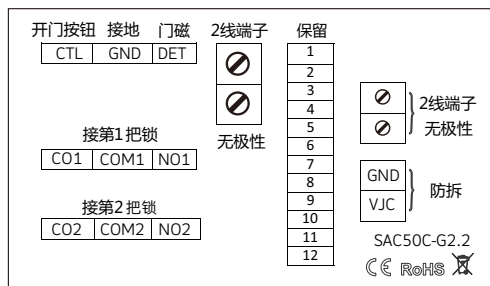 开门按钮 接地 门磁 2线端子 保留
CTL GND DET
1
2
3
4
5
6
7
8
9
10
11
12
无极性
接第1把锁
CO1 COM1 NO1
接第2把锁
CO2 COM2 NO2
2线端子
无极性
GND
VJC
防拆
SAC50C-G2.2
CE RoHS